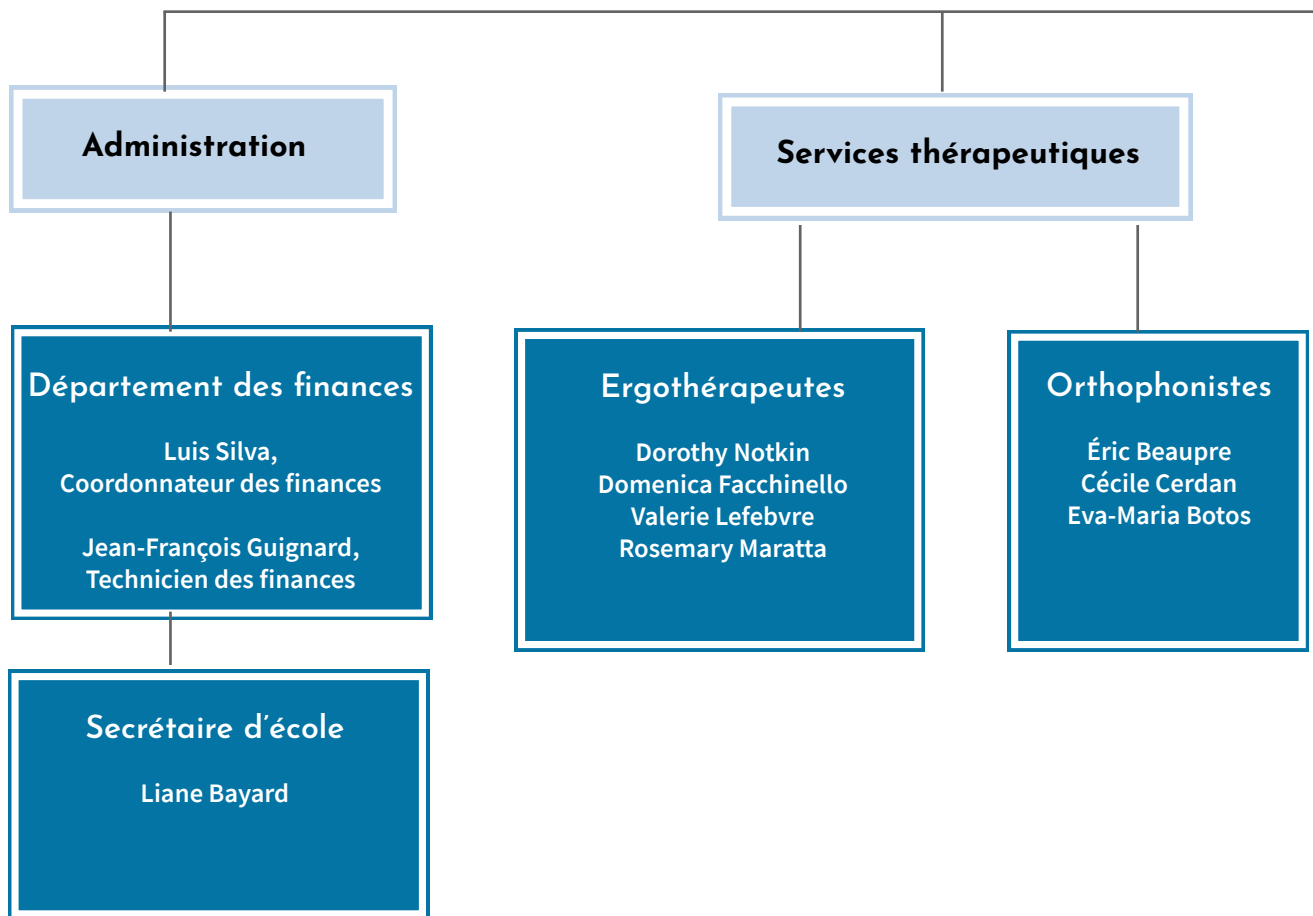 Administration
Département des finances
Luis Silva,
Coordonnateur des finances
Jean-François Guignard,
Technicien des finances
Secrétaire d'école
Liane Bayard
Services thérapeutiques
Ergothérapeutes
Dorothy Notkin
Domenica Facchinello
Valerie Lefebvre
Rosemary Maratta
Orthophonistes
Éric Beaupre
Cécile Cerdan
Eva-Maria Botos